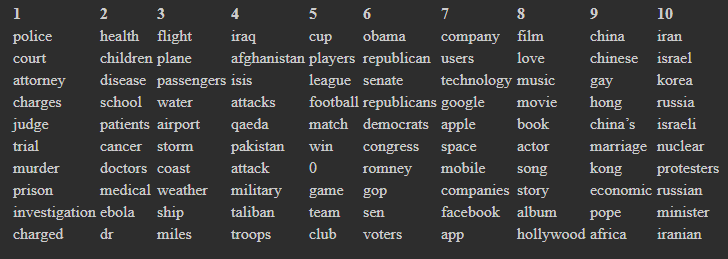 1 2 3 4 5 6 7 8 9 10
police health flight iraq cup obama company film china iran
court children plane afghanistan players republican users love chinese israel
attorney disease passengers isis league senate technology music gay korea
charges school water attacks football republicans google movie hong russia
judge patients airport qaeda match democrats apple book china’s israeli
trial cancer storm pakistan win congress space actor marriage nuclear
murder doctors coast attack 0 romney mobile song kong protesters
prison medical weather military game gop companies story economic russian
investigation ebola ship taliban team sen facebook album pope minister
charged dr miles troops club voters app hollywood africa iranian